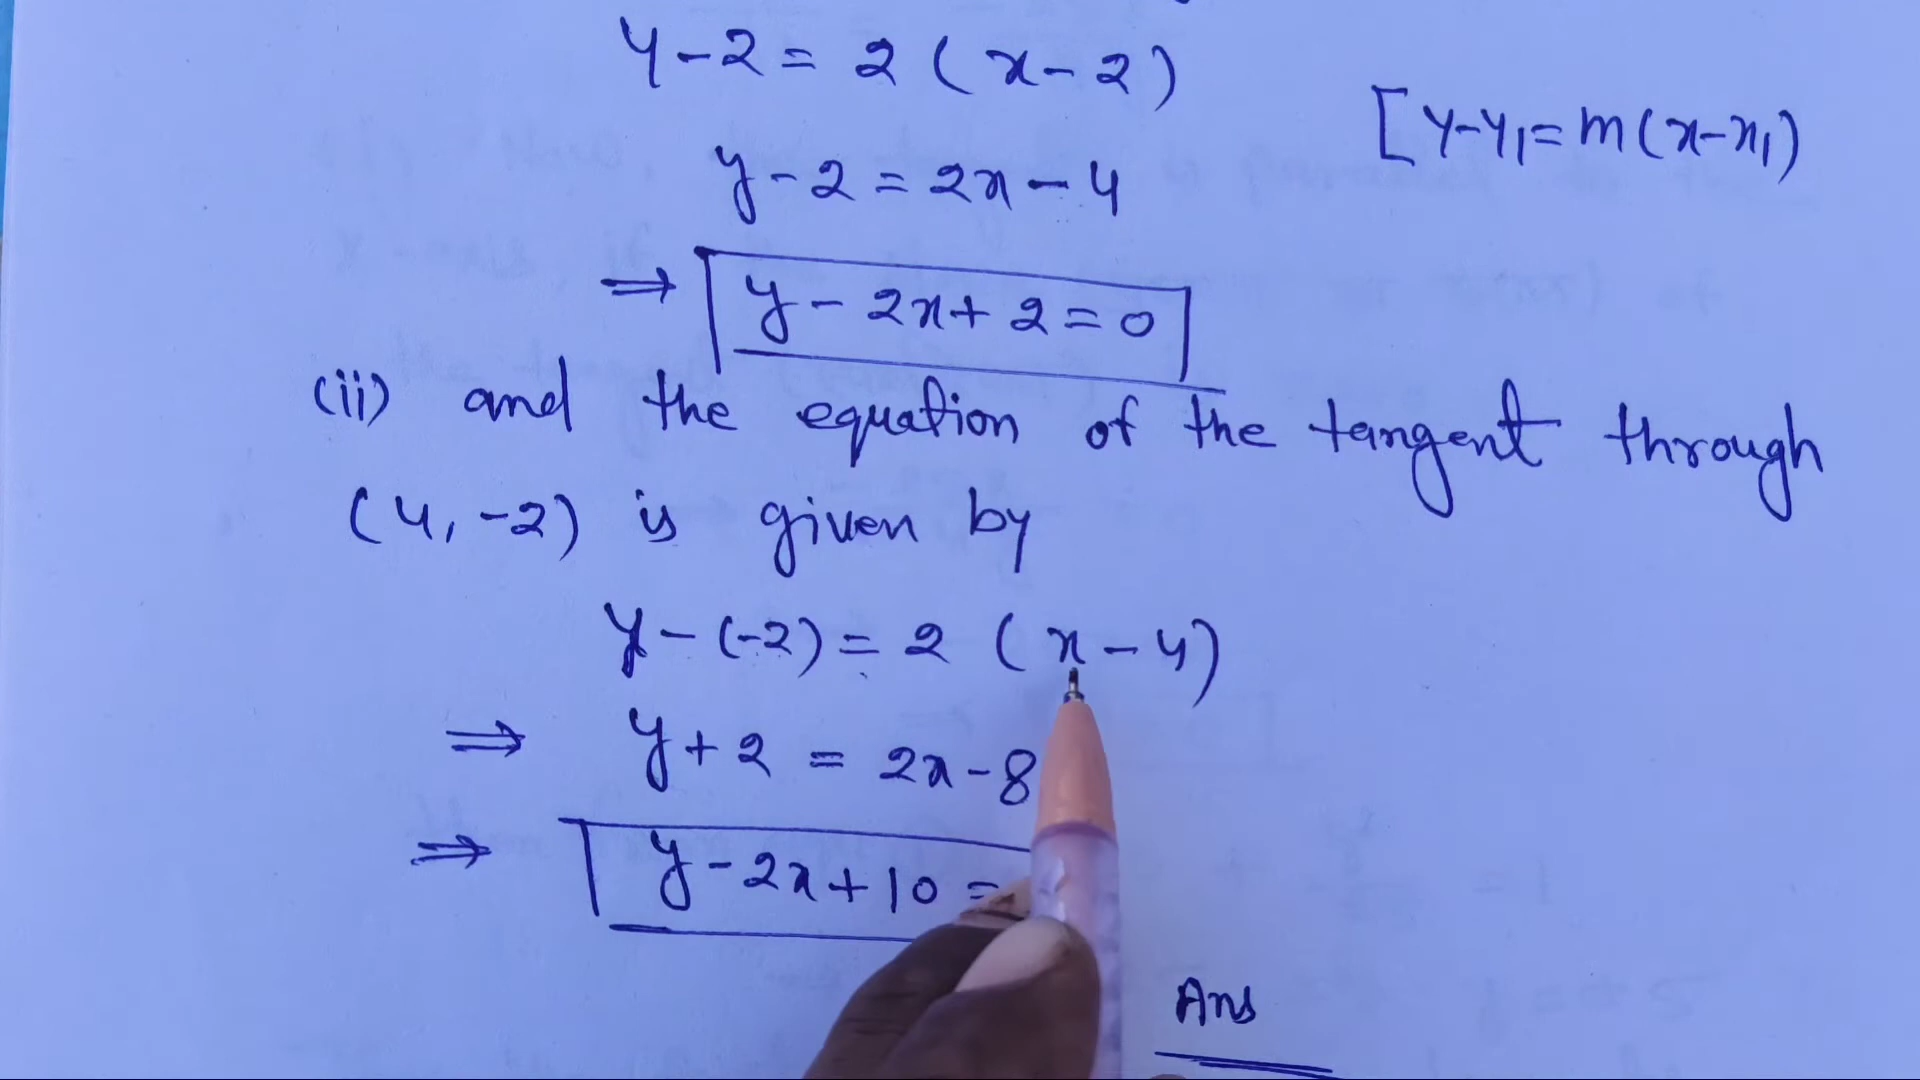 y-2 = 2 (x-2)
[y-y₁ = m(x-x₁)
y-2 = 2x-4
⇒ y - 2x + 2 = 0
(ii) and the equation of the tangent through
(4, -2) is given by
y - (-2) = 2 (x - 4)
⇒ y + 2 = 2x - 8
⇒ y - 2x + 10 =
Ans